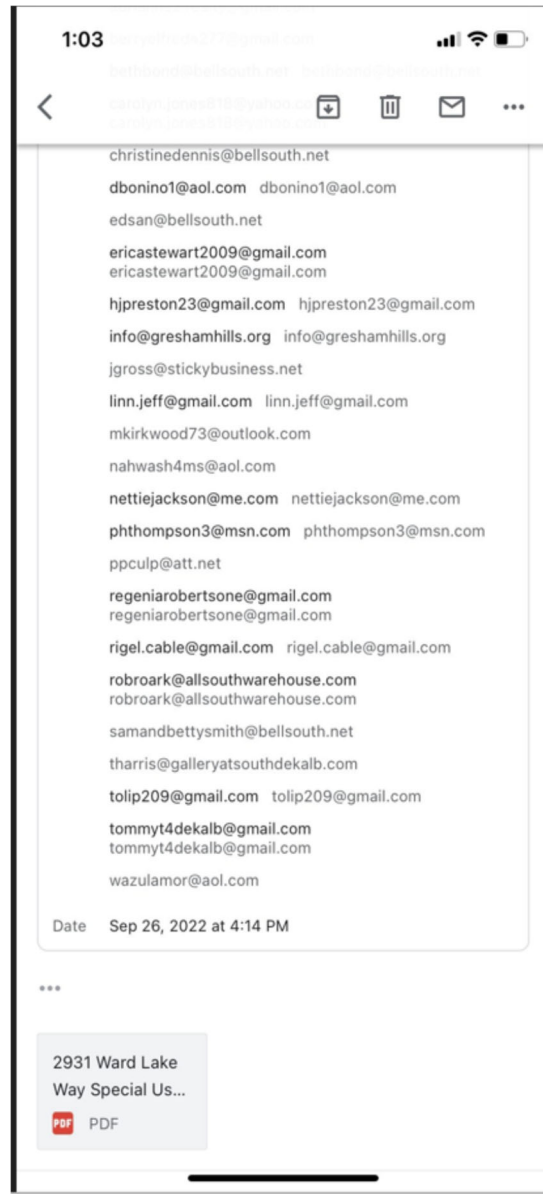 1:03
christinedennis@bellsouth.net
dbonino1@aol.com dbonino1@aol.com
edsan@bellsouth.net
ericastewart2009@gmail.com
ericastewart2009@gmail.com
hjpreston23@gmail.com hjpreston23@gmail.com
info@greshamhills.org info@greshamhills.org
jgross@stickybusiness.net
linn.jeff@gmail.com linn.jeff@gmail.com
mkirkwood73@outlook.com
nahwash4ms@aol.com
nettiejackson@me.com nettiejackson@me.com
phthompson3@msn.com phthompson3@msn.com
ppculp@att.net
regeniarobertsone@gmail.com
regeniarobertsone@gmail.com
rigel.cable@gmail.com rigel.cable@gmail.com
robroark@allsouthwarehouse.com
robroark@allsouthwarehouse.com
samandbettysmith@bellsouth.net
tharris@galleryatsouthdekalb.com
tolip209@gmail.com tolip209@gmail.com
tommyt4dekalb@gmail.com
tommyt4dekalb@gmail.com
wazulamor@aol.com
Date Sep 26, 2022 at 4:14 PM
2931 Ward Lake
Way Special Us...
PDF PDF